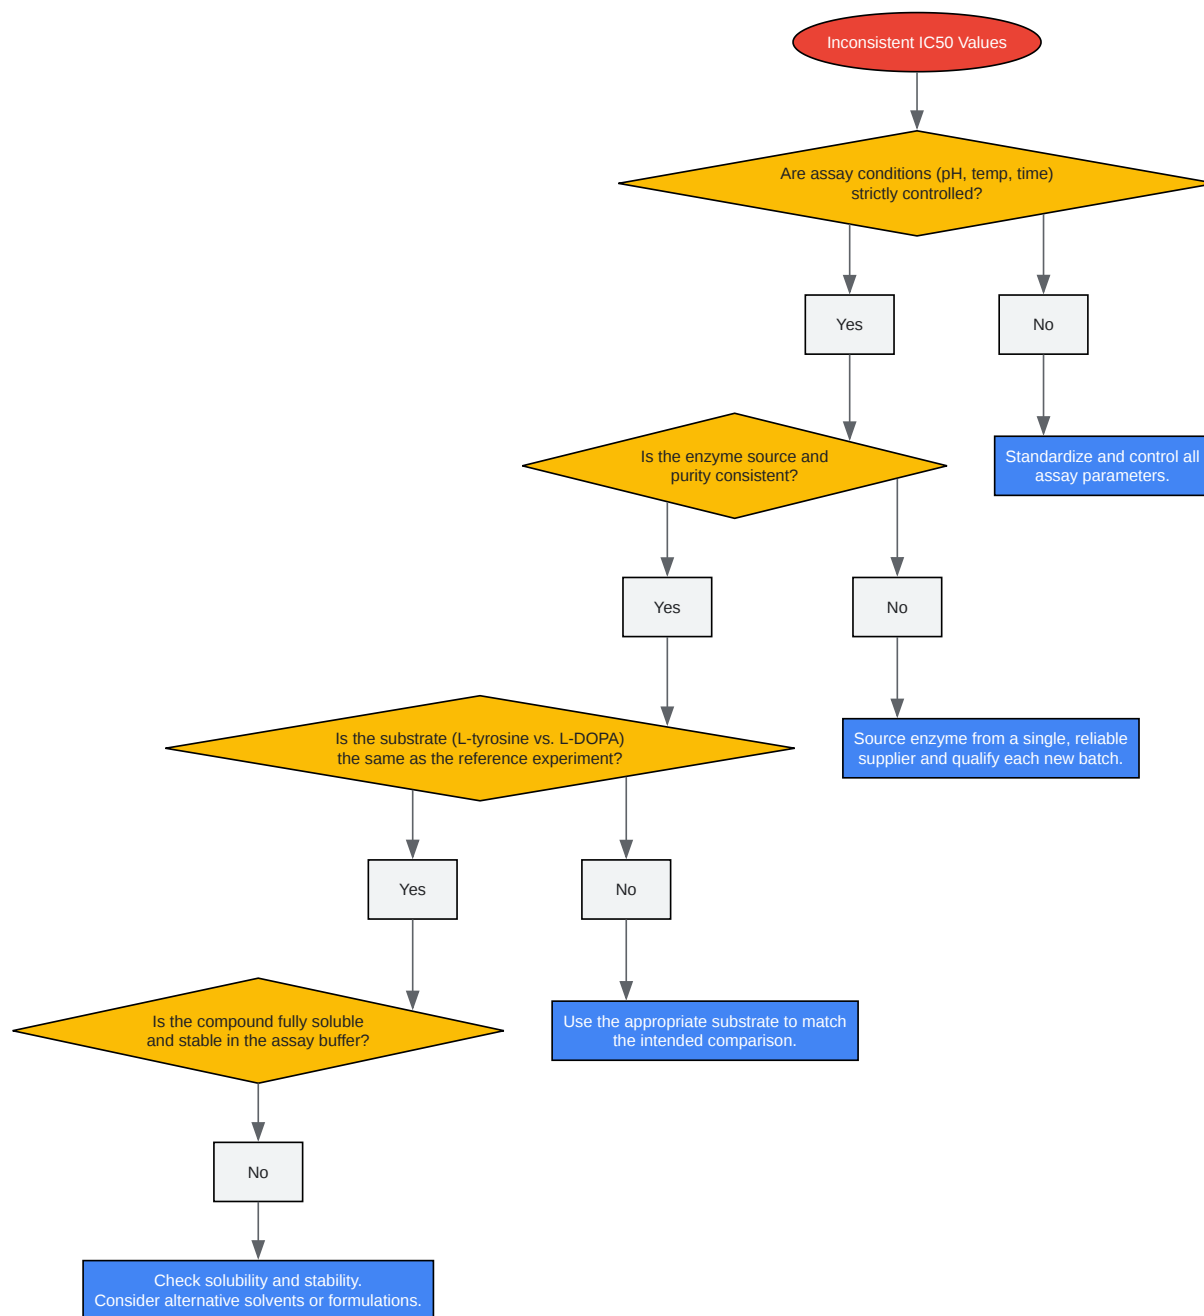 Inconsistent IC50 Values
Are assay conditions (pH, temp, time)
strictly controlled?
Yes
No
Is the enzyme source and
purity consistent?
Standardize and control all
assay parameters.
Yes
No
Is the substrate (L-tyrosine vs. L-DOPA)
the same as the reference experiment?
Source enzyme from a single, reliable
supplier and qualify each new batch.
Yes
No
Is the compound fully soluble
and stable in the assay buffer?
Use the appropriate substrate to match
the intended comparison.
No
Check solubility and stability.
Consider alternative solvents or formulations.